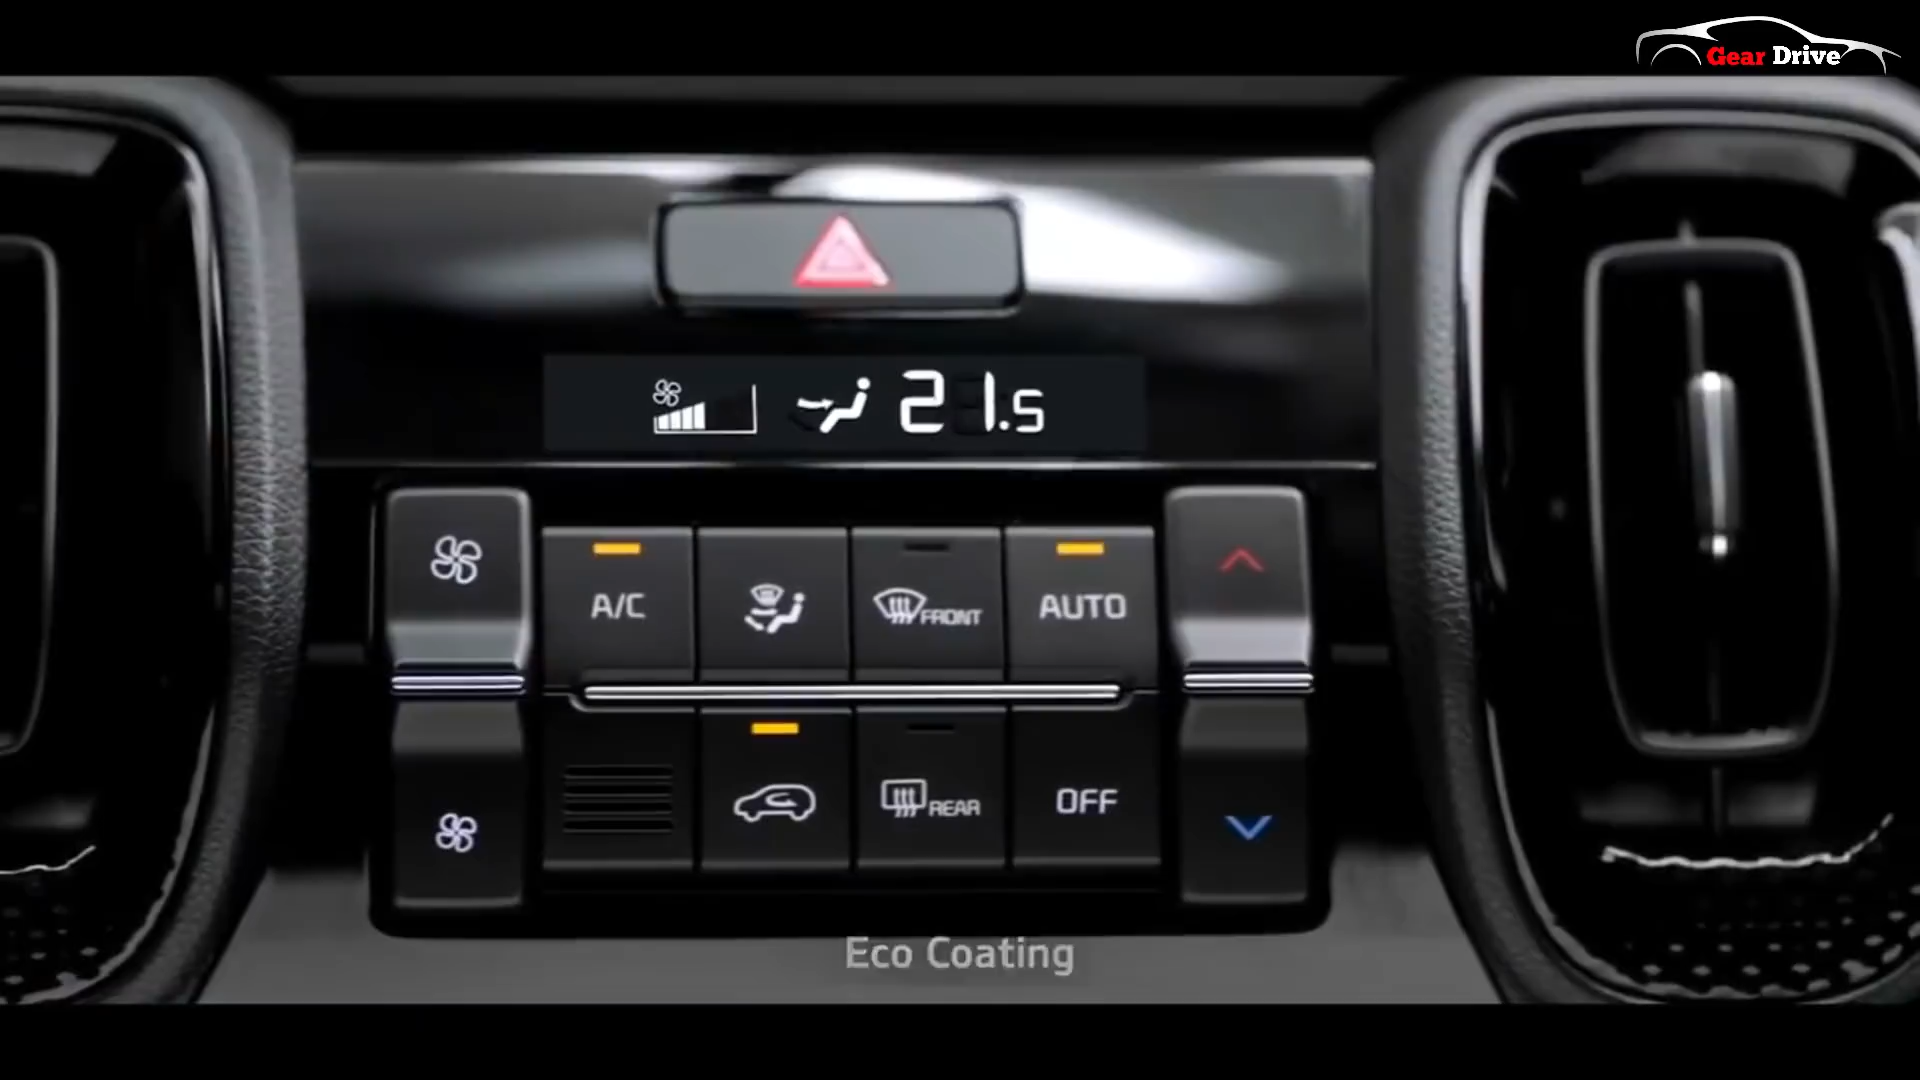 Gear Drive
21.5
A/C
FRONT
AUTO
REAR
OFF
Eco Coating